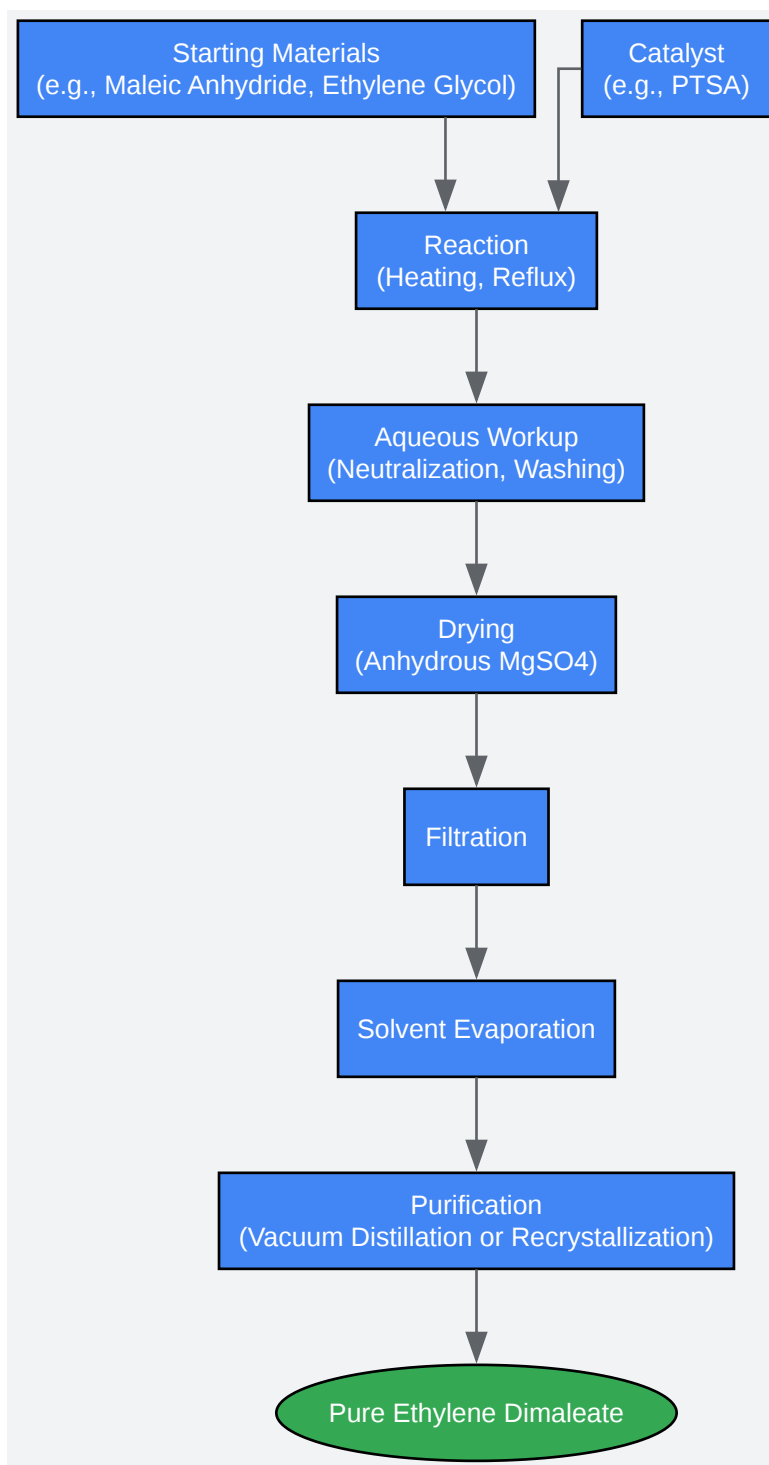 Starting Materials
(e.g., Maleic Anhydride, Ethylene Glycol)
Catalyst
(e.g., PTSA)
Reaction
(Heating, Reflux)
Aqueous Workup
(Neutralization, Washing)
Drying
(Anhydrous MgSO4)
Filtration
Solvent Evaporation
Purification
(Vacuum Distillation or Recrystallization)
Pure Ethylene Dimaleate